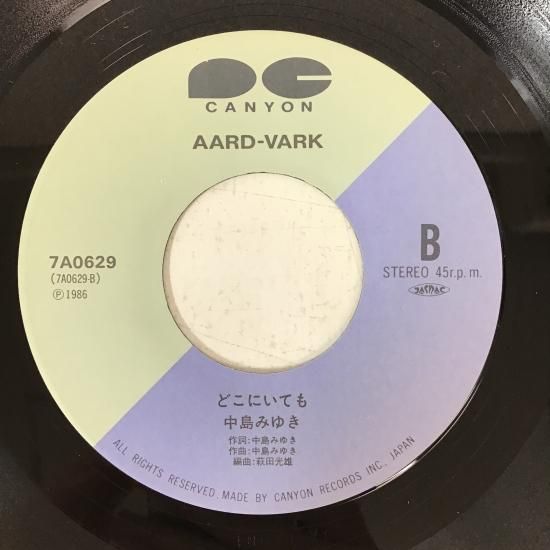 CANYON
AARD-VARK
7A0629
(7A0629-B)
Ⓟ 1986
B
STEREO 45r.p.m.
JASRAC
どこにいても
中島みゆき
作詞:中島みゆき
作曲:中島みゆき
編曲:萩田光雄
ALL RIGHTS RESERVED. MADE BY CANYON RECORDS INC. JAPAN